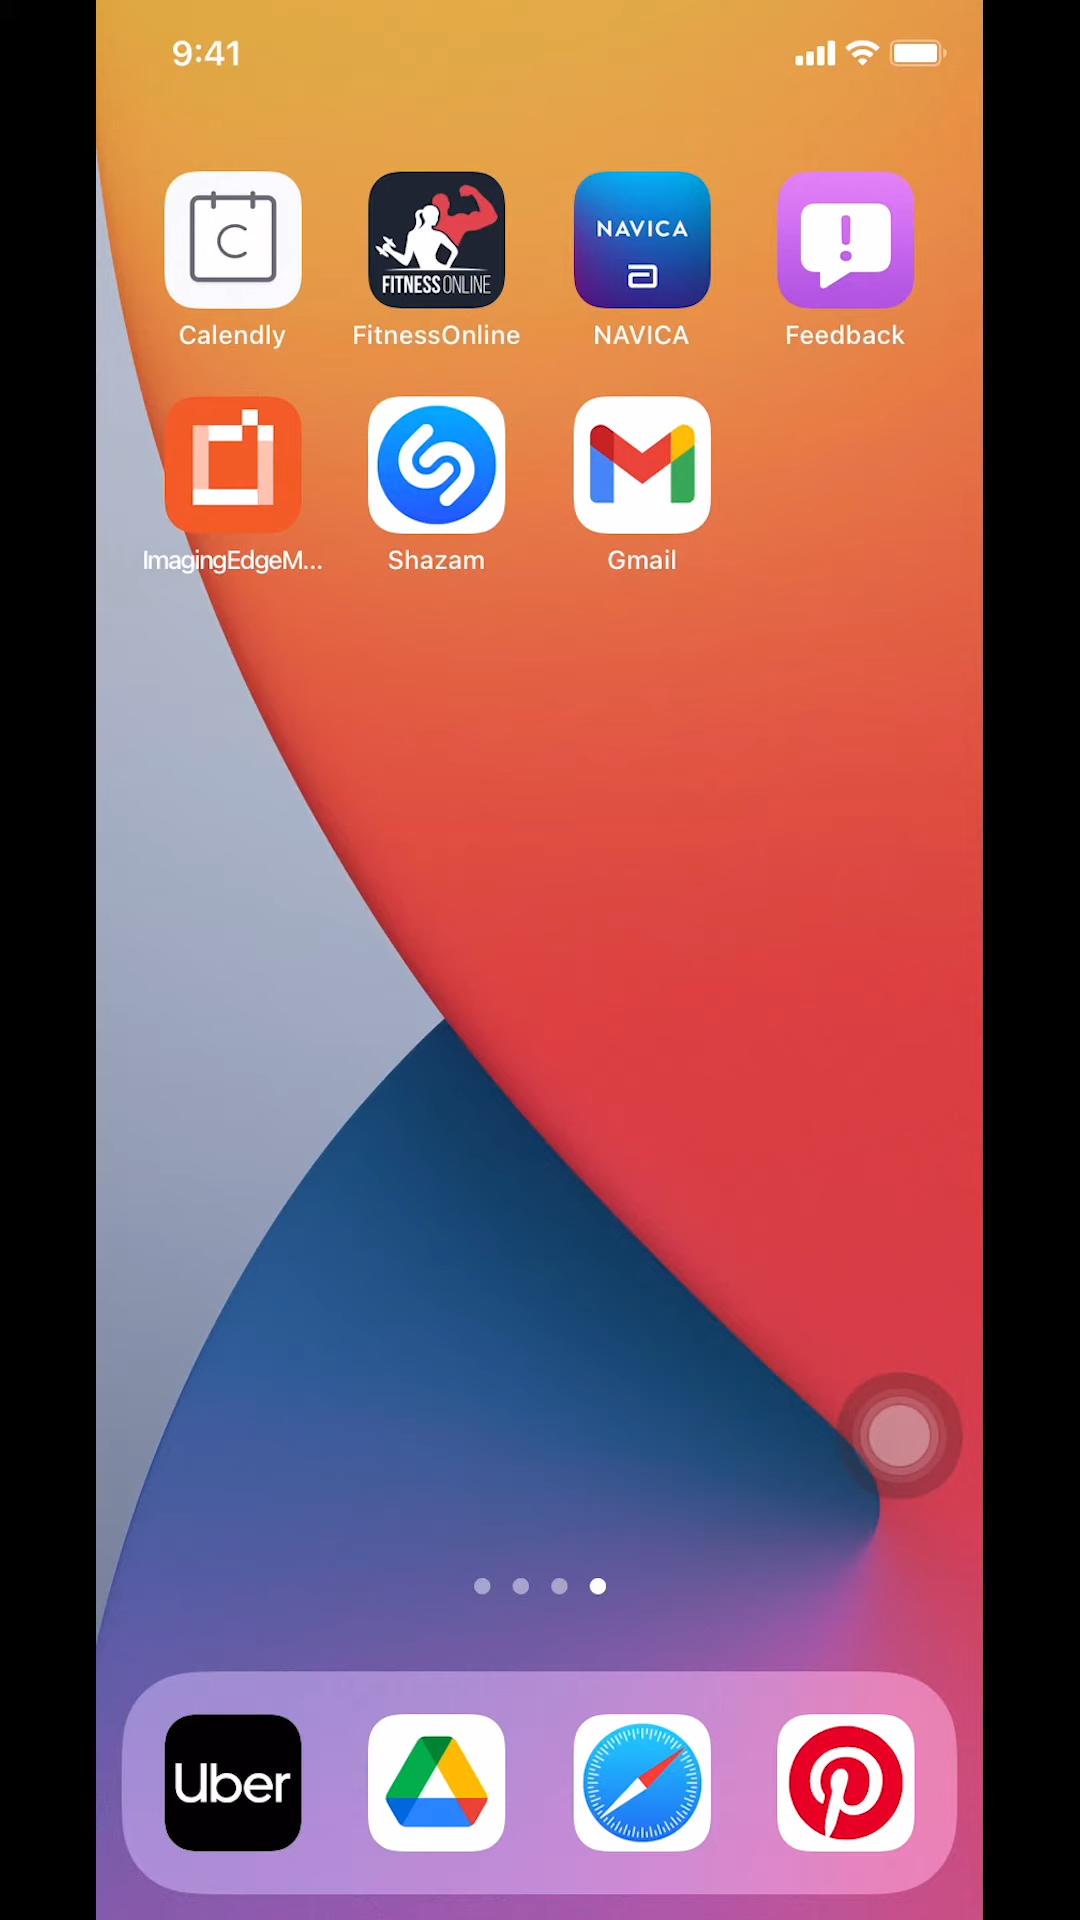 9:41
C
FITNESS ONLINE
NAVICA
Calendly
FitnessOnline
NAVICA
Feedback
ImagingEdgeM...
Shazam
Gmail
Uber